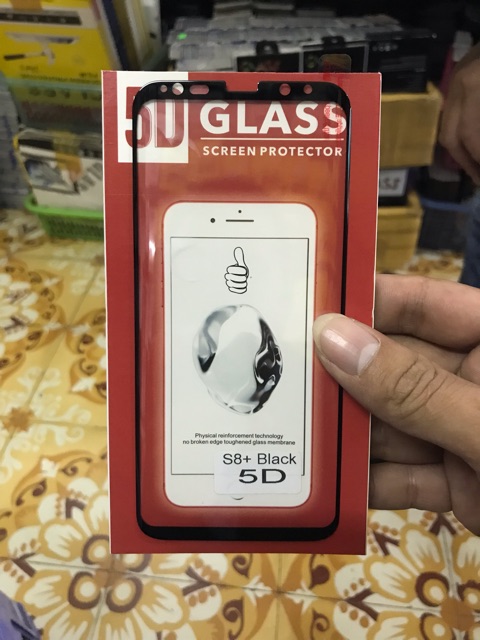 5D GLASS
SCREEN PROTECTOR
Physical reinforcement technology
no broken edge toughened glass membrane
S8+ Black
5D